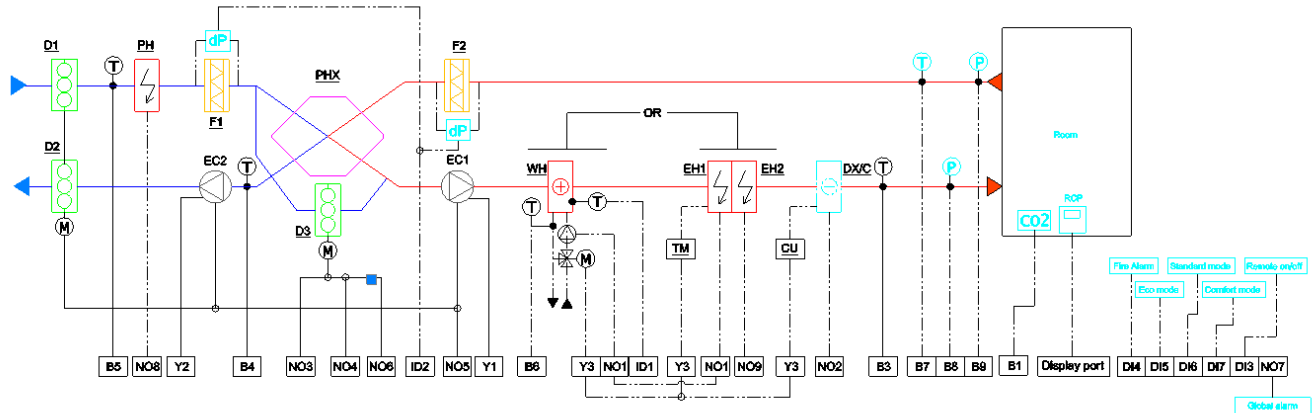 D1
T
PH
dP
F1
PHX
F2
dP
T
P
Room
OR
D2
EC2
T
EC1
WH
EH1
EH2
DX/C
T
P
T
T
D3
M
M
M
TM
CU
CO2
RCP
Fire Alarm
Standard mode
Remote on/off
Eco mode
Comfort mode
B5
NO8
Y2
B4
NO3
NO4
NO6
ID2
NO5
Y1
B6
Y3
NO1
ID1
Y3
NO1
NO9
Y3
NO2
B3
B7
B8
B9
B1
Display port
DI4
DI5
DI6
DI7
DI3
NO7
Global alarm